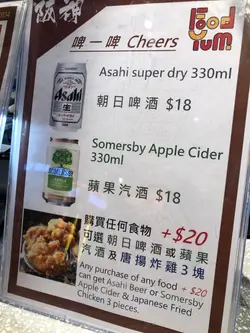 Food
Yum!
啤一啤 Cheers
Asahi super dry 330ml
朝日啤酒 $18
Somersby Apple Cider
330ml
蘋果汽酒 $18
購買任何食物 +$20
可選朝日啤酒或蘋果
汽酒及唐揚炸雞3塊
Any purchase of any food + $20
can get Asahi Beer or Somersby
Apple Cider & Japanese Fried
Chicken 3 pieces.
Asahi